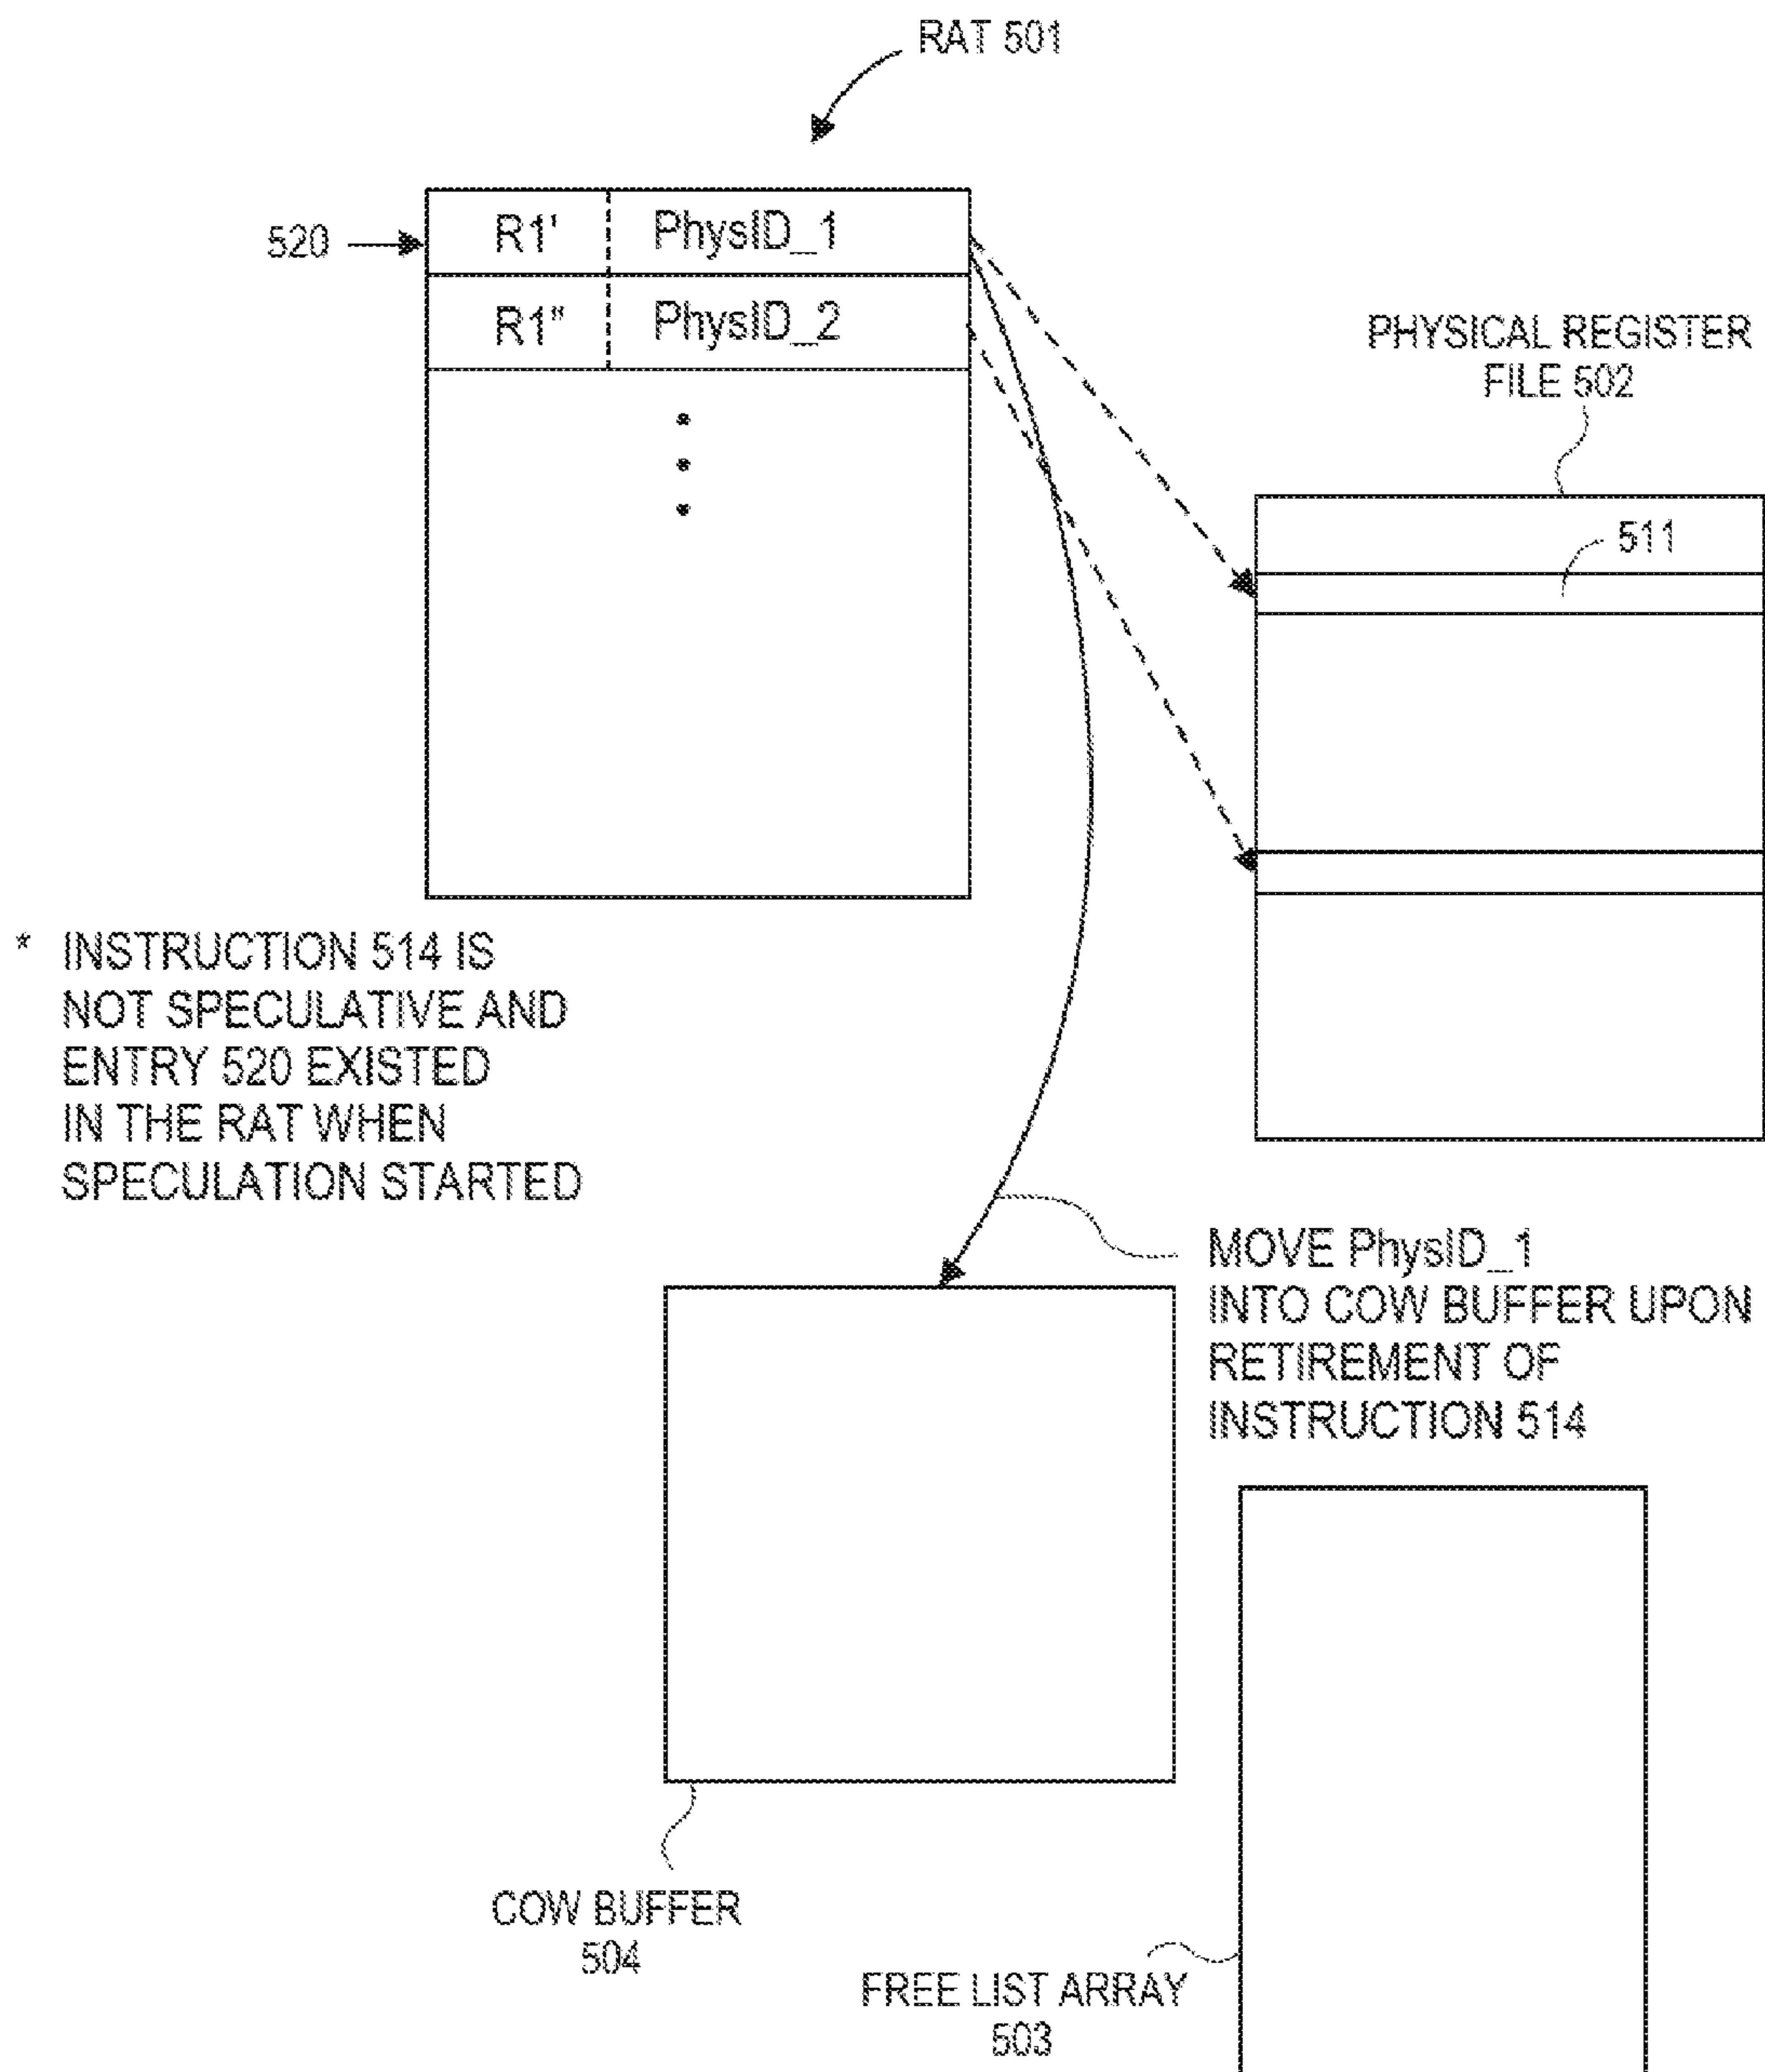 RAT 501
520
R1' PhysID_1
R1" PhysID_2
PHYSICAL REGISTER
FILE 502
511
* INSTRUCTION 514 IS
NOT SPECULATIVE AND
ENTRY 520 EXISTED
IN THE RAT WHEN
SPECULATION STARTED
MOVE PhysID_1
INTO COW BUFFER UPON
RETIREMENT OF
INSTRUCTION 514
COW BUFFER
504
FREE LIST ARRAY
503